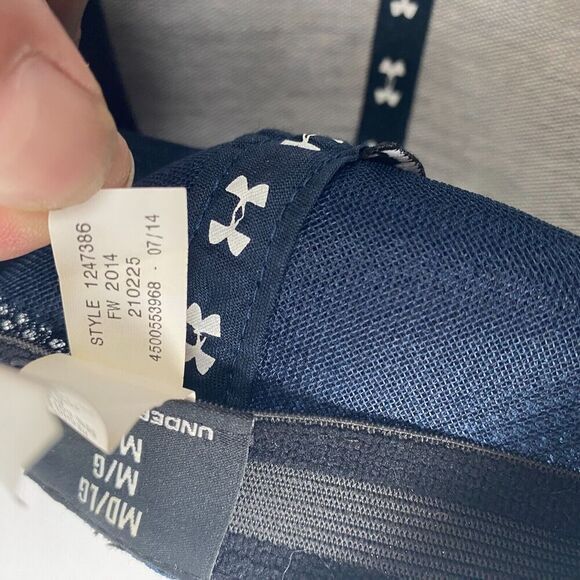 STYLE 1247386
FW 2014
210225
4500553968 - 07/14
UNDER
MD/LG
M/G
M